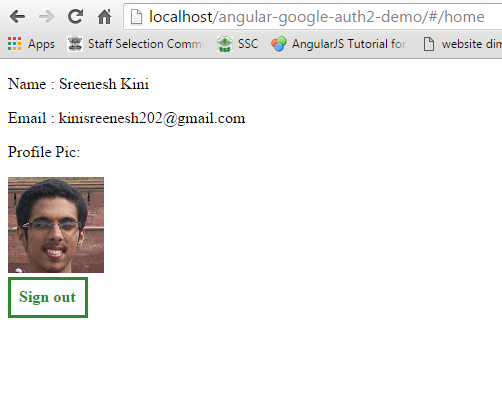 localhost/angular-google-auth2-demo/#/home
Apps Staff Selection Commi SSC AngularJS Tutorial for website dim
Name : Sreenesh Kini
Email : kinisreenesh202@gmail.com
Profile Pic:
Sign out